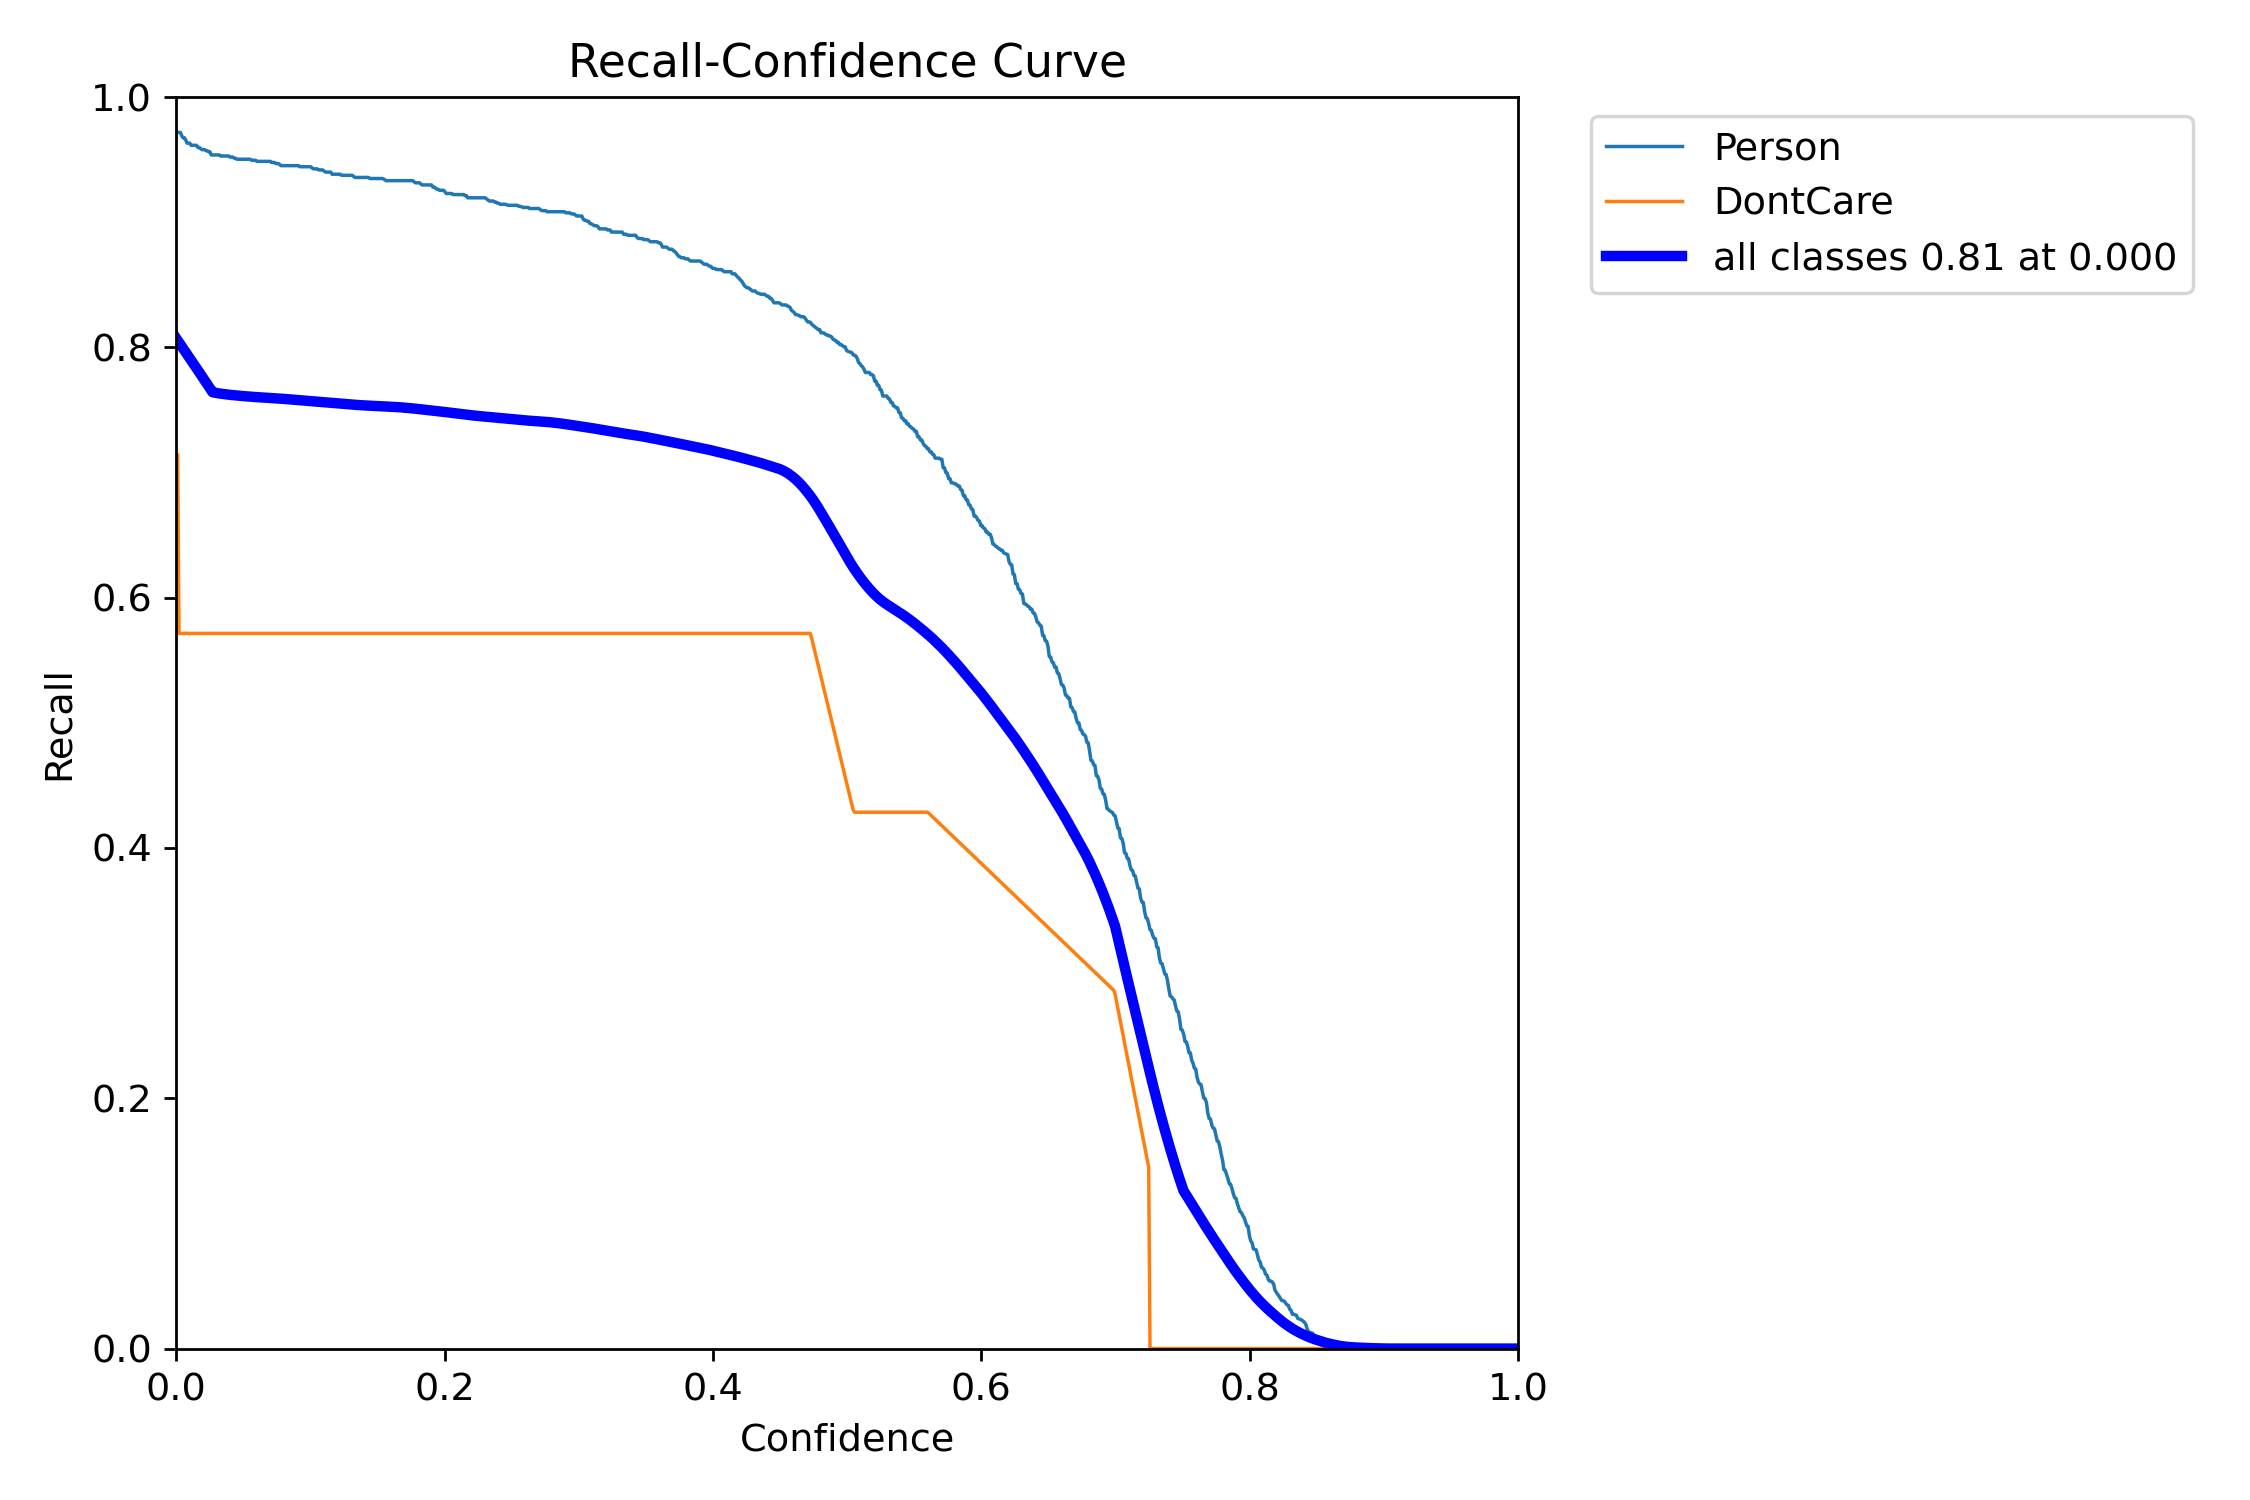 Recall-Confidence Curve
1.0
0.8
0.6
0.4
0.2
0.0
Recall
0.0 0.2 0.4 0.6 0.8 1.0
Confidence
Person
DontCare
all classes 0.81 at 0.000